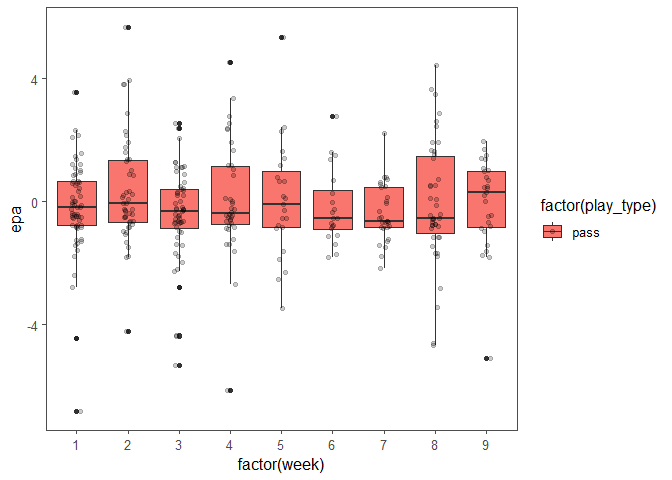 4
0
-4
epa
1 2 3 4 5 6 7 8 9
factor(week)
factor(play_type)
pass